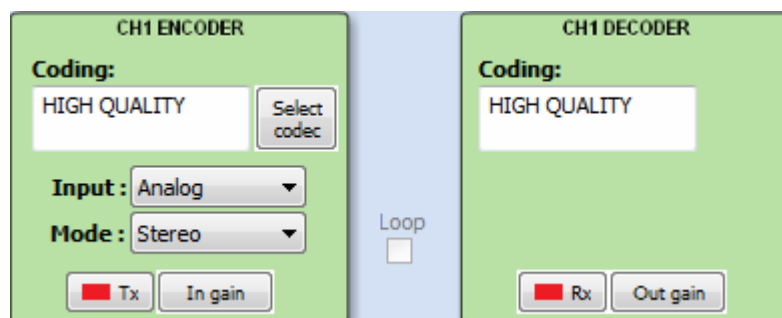 CH1 ENCODER
Coding:
HIGH QUALITY
Select
codec
Input : Analog
Mode : Stereo
Tx
In gain
Loop
CH1 DECODER
Coding:
HIGH QUALITY
Rx
Out gain